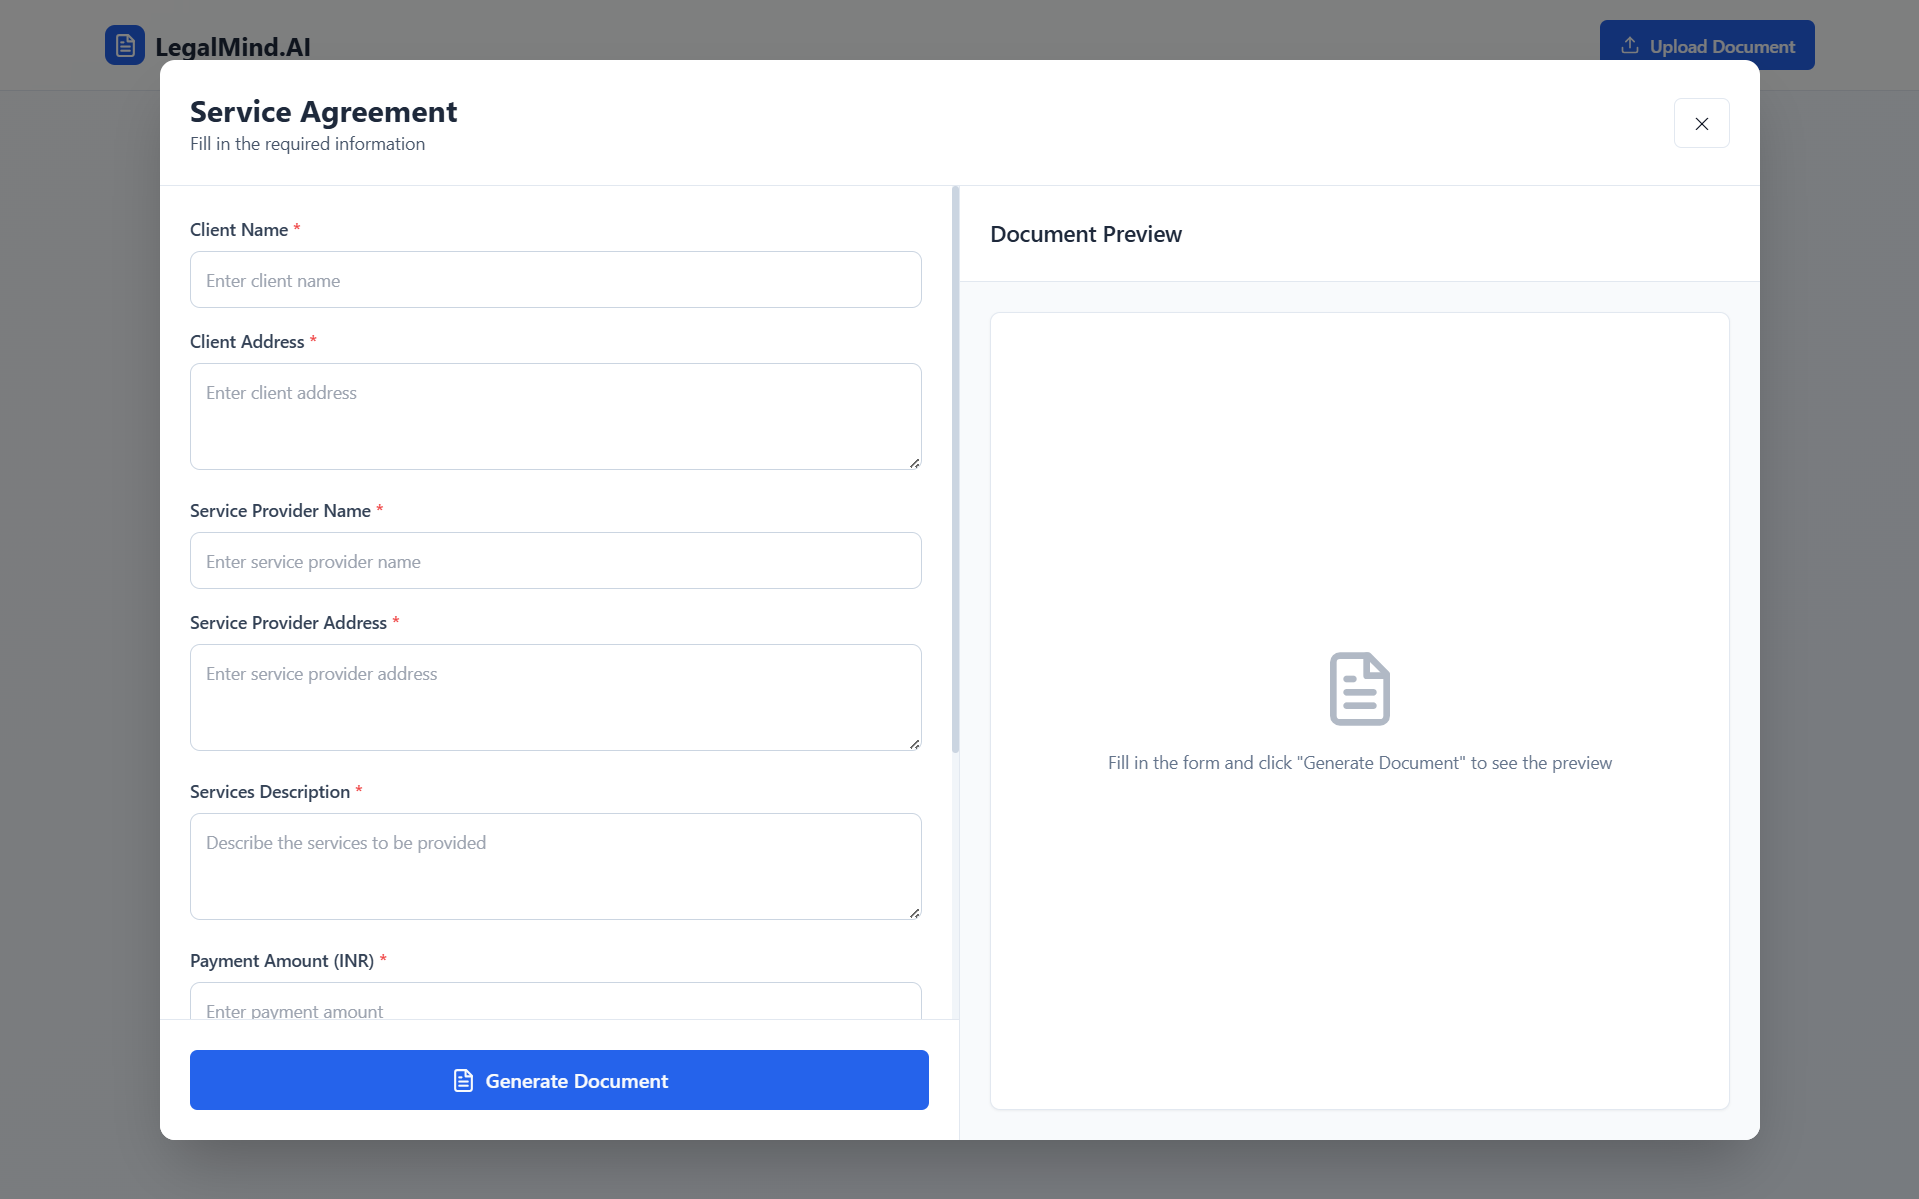 LegalMind.AI
Upload Document
Service Agreement
Fill in the required information
Client Name *
Enter client name
Client Address *
Enter client address
Service Provider Name *
Enter service provider name
Service Provider Address *
Enter service provider address
Services Description *
Describe the services to be provided
Payment Amount (INR) *
Enter payment amount
Generate Document
Document Preview
Fill in the form and click "Generate Document" to see the preview